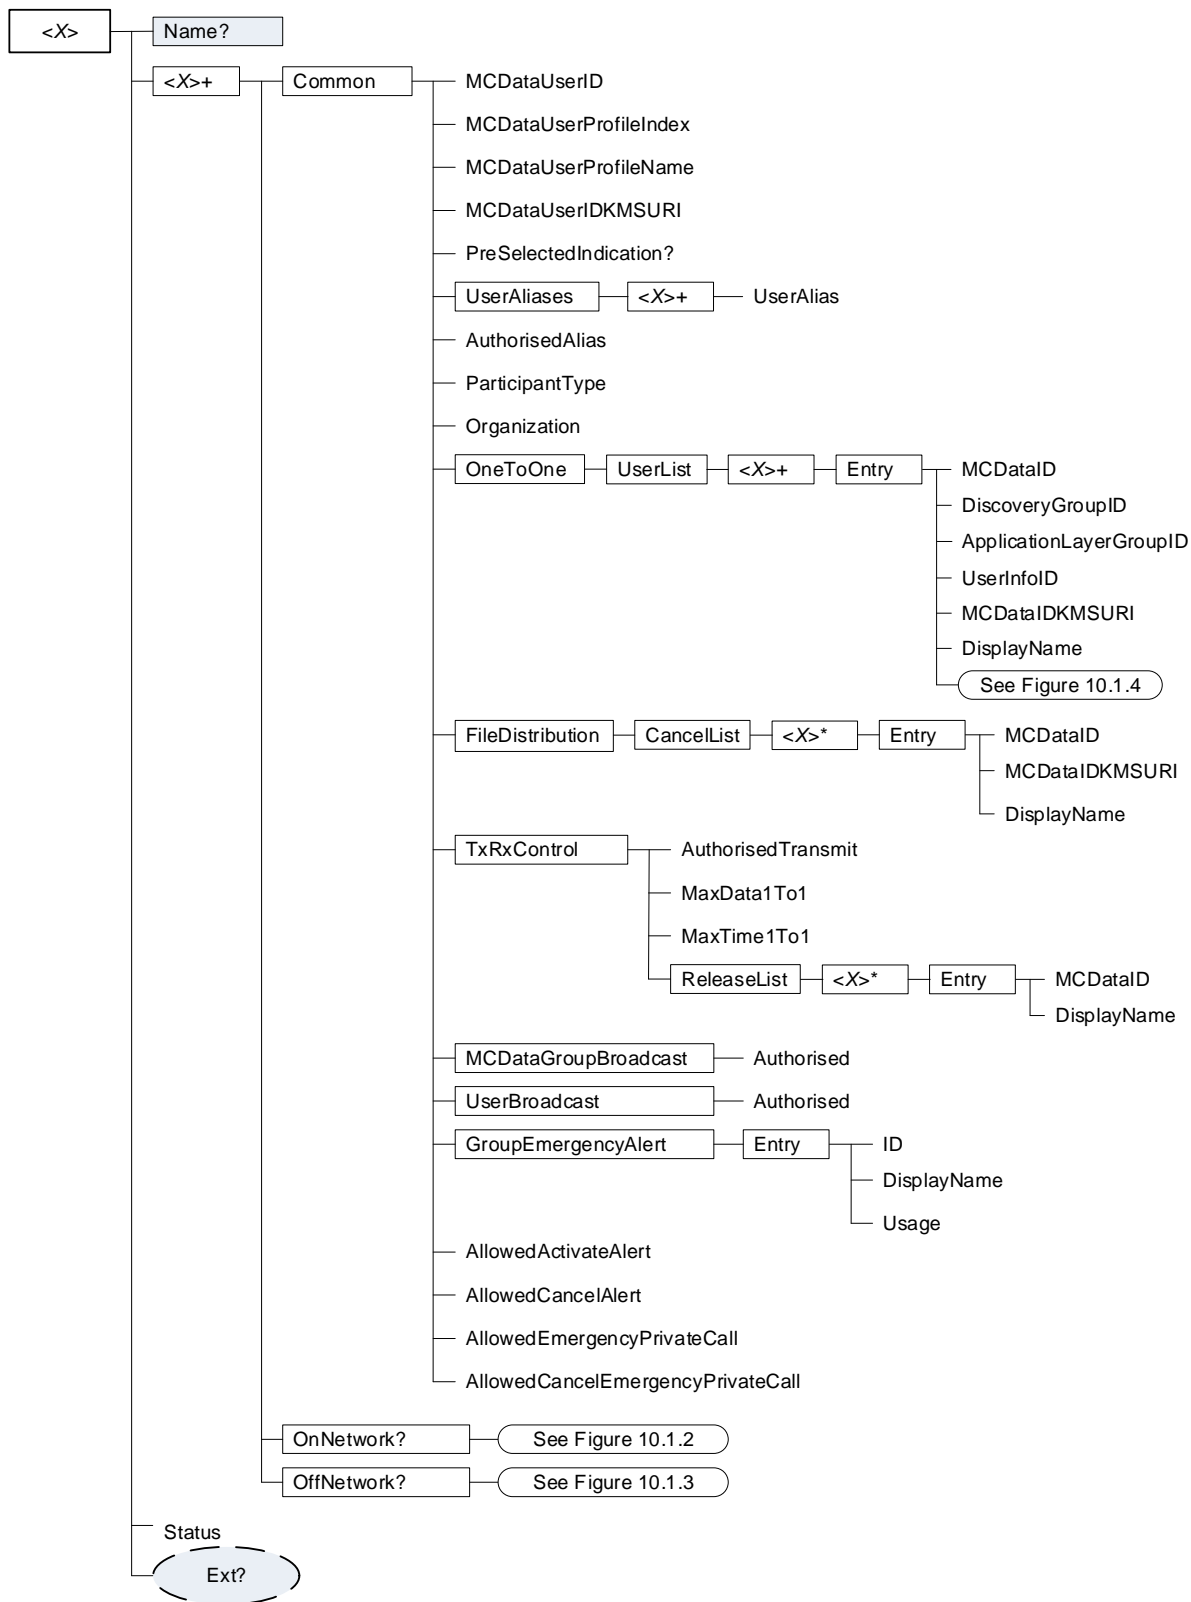 <X> Name?
<X>+ Common MCDataUserID
MCDataUserProfileIndex
MCDataUserProfileName
MCDataUserIDKMSURI
PreSelectedIndication?
UserAliases <X>+ UserAlias
AuthorisedAlias
ParticipantType
Organization
OneToOne UserList <X>+ Entry MCDataID
DiscoveryGroupID
ApplicationLayerGroupID
UserInfoID
MCDataIDKMSURI
DisplayName
See Figure 10.1.4
FileDistribution CancelList <X>* Entry MCDataID
MCDataIDKMSURI
DisplayName
TxRxControl AuthorisedTransmit
MaxData1To1
MaxTime1To1
ReleaseList <X>* Entry MCDataID
DisplayName
MCDataGroupBroadcast Authorised
UserBroadcast Authorised
GroupEmergencyAlert Entry ID
DisplayName
Usage
AllowedActivateAlert
AllowedCancelAlert
AllowedEmergencyPrivateCall
AllowedCancelEmergencyPrivateCall
OnNetwork? See Figure 10.1.2
OffNetwork? See Figure 10.1.3
Status
Ext?